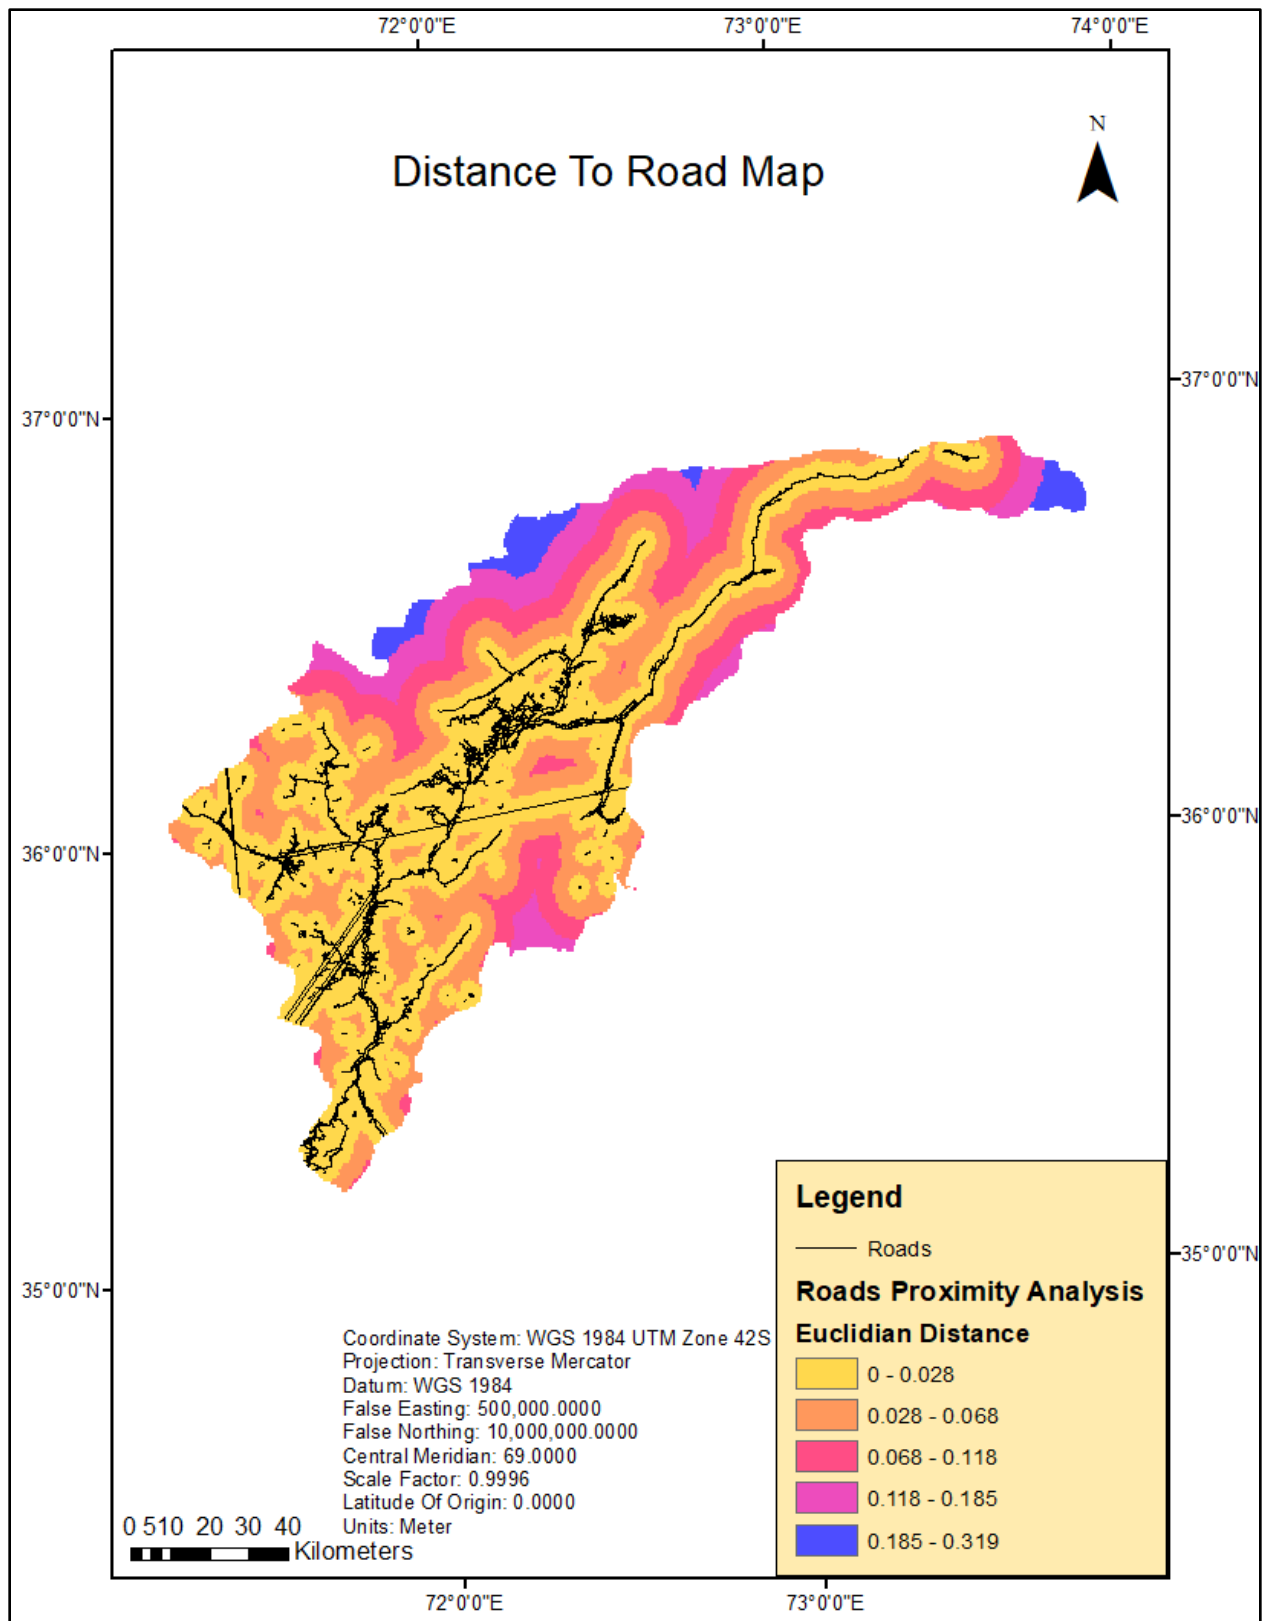 72°0'0"E
73°0'0"E
74°0'0"E
N
Distance To Road Map
37°0'0"N
37°0'0"N
36°0'0"N
36°0'0"N
35°0'0"N
35°0'0"N
Legend
Roads
Roads Proximity Analysis
Euclidian Distance
0 - 0.028
0.028 - 0.068
0.068 - 0.118
0.118 - 0.185
0.185 - 0.319
Coordinate System: WGS 1984 UTM Zone 42S
Projection: Transverse Mercator
Datum: WGS 1984
False Easting: 500,000.0000
False Northing: 10,000,000.0000
Central Meridian: 69.0000
Scale Factor: 0.9996
Latitude Of Origin: 0.0000
Units: Meter
0 5 10 20 30 40
Kilometers
72°0'0"E
73°0'0"E